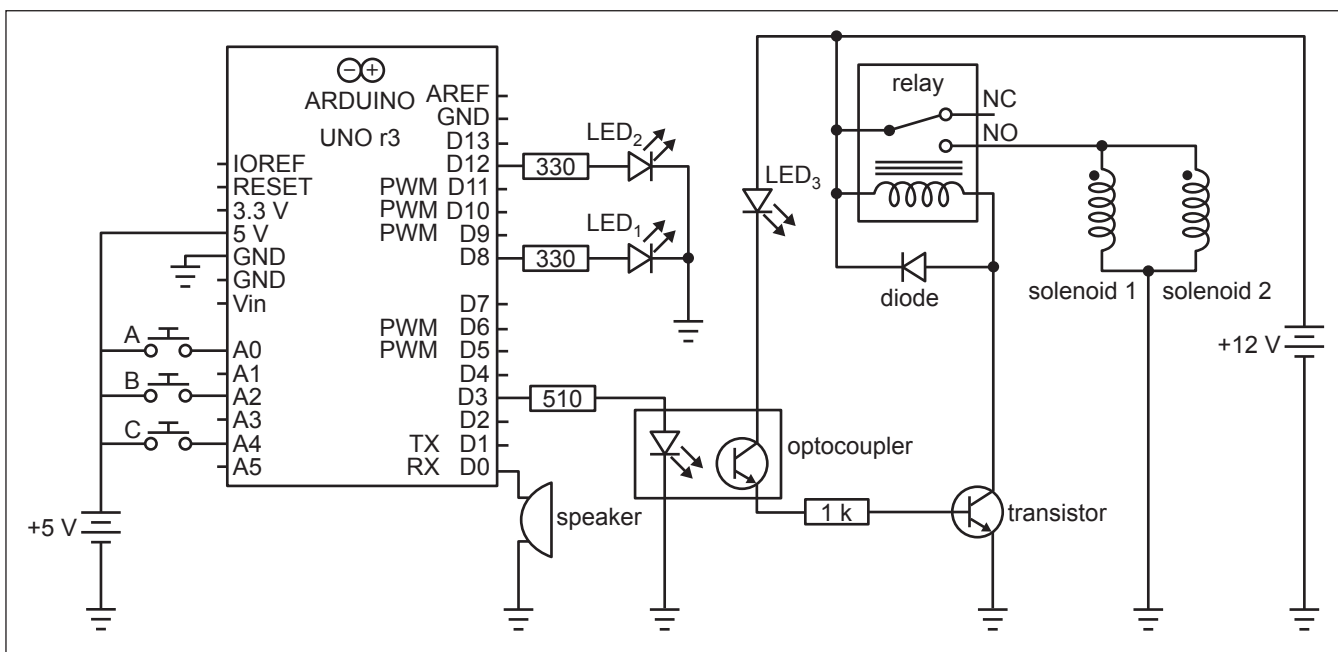 ARDUINO
UNO r3
IOREF
RESET
3.3 V
5 V
GND
GND
Vin
A0
A1
A2
A3
A4
A5
AREF
GND
D13
D12
PWM D11
PWM D10
PWM D9
D8
D7
PWM D6
PWM D5
D4
D3
D2
TX D1
RX D0
A
B
C
+5 V
330
LED2
330
LED1
510
speaker
optocoupler
LED3
relay
NC
NO
diode
1 k
transistor
solenoid 1
solenoid 2
+12 V